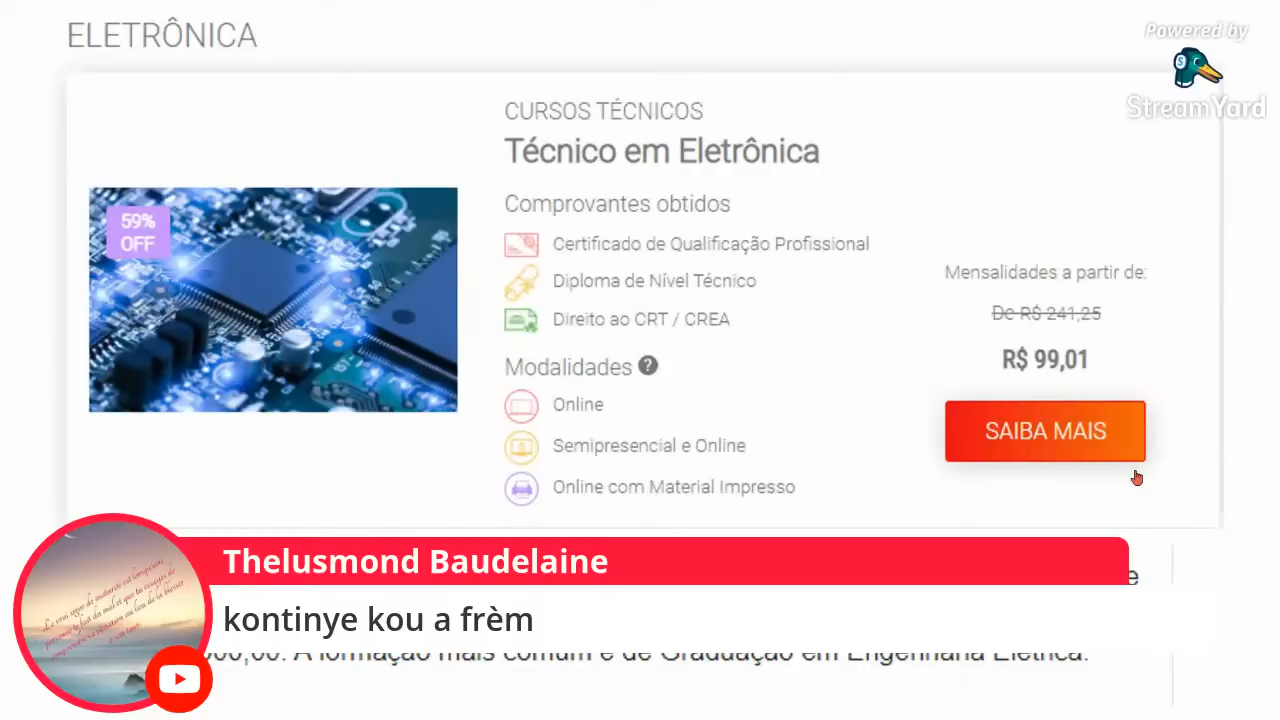 ELETRÔNICA
Powered by
StreamYard
CURSOS TÉCNICOS
Técnico em Eletrônica
59%
OFF
Comprovantes obtidos
Certificado de Qualificação Profissional
Diploma de Nível Técnico
Direito ao CRT / CREA
Modalidades ?
Online
Semipresencial e Online
Online com Material Impresso
Mensalidades a partir de:
De R$ 241,25
R$ 99,01
SAIBA MAIS
Thelusmond Baudelaine
kontinye kou a frèm
e
000,00. A formação mais comum é de Graduação em Engenharia Elétrica.